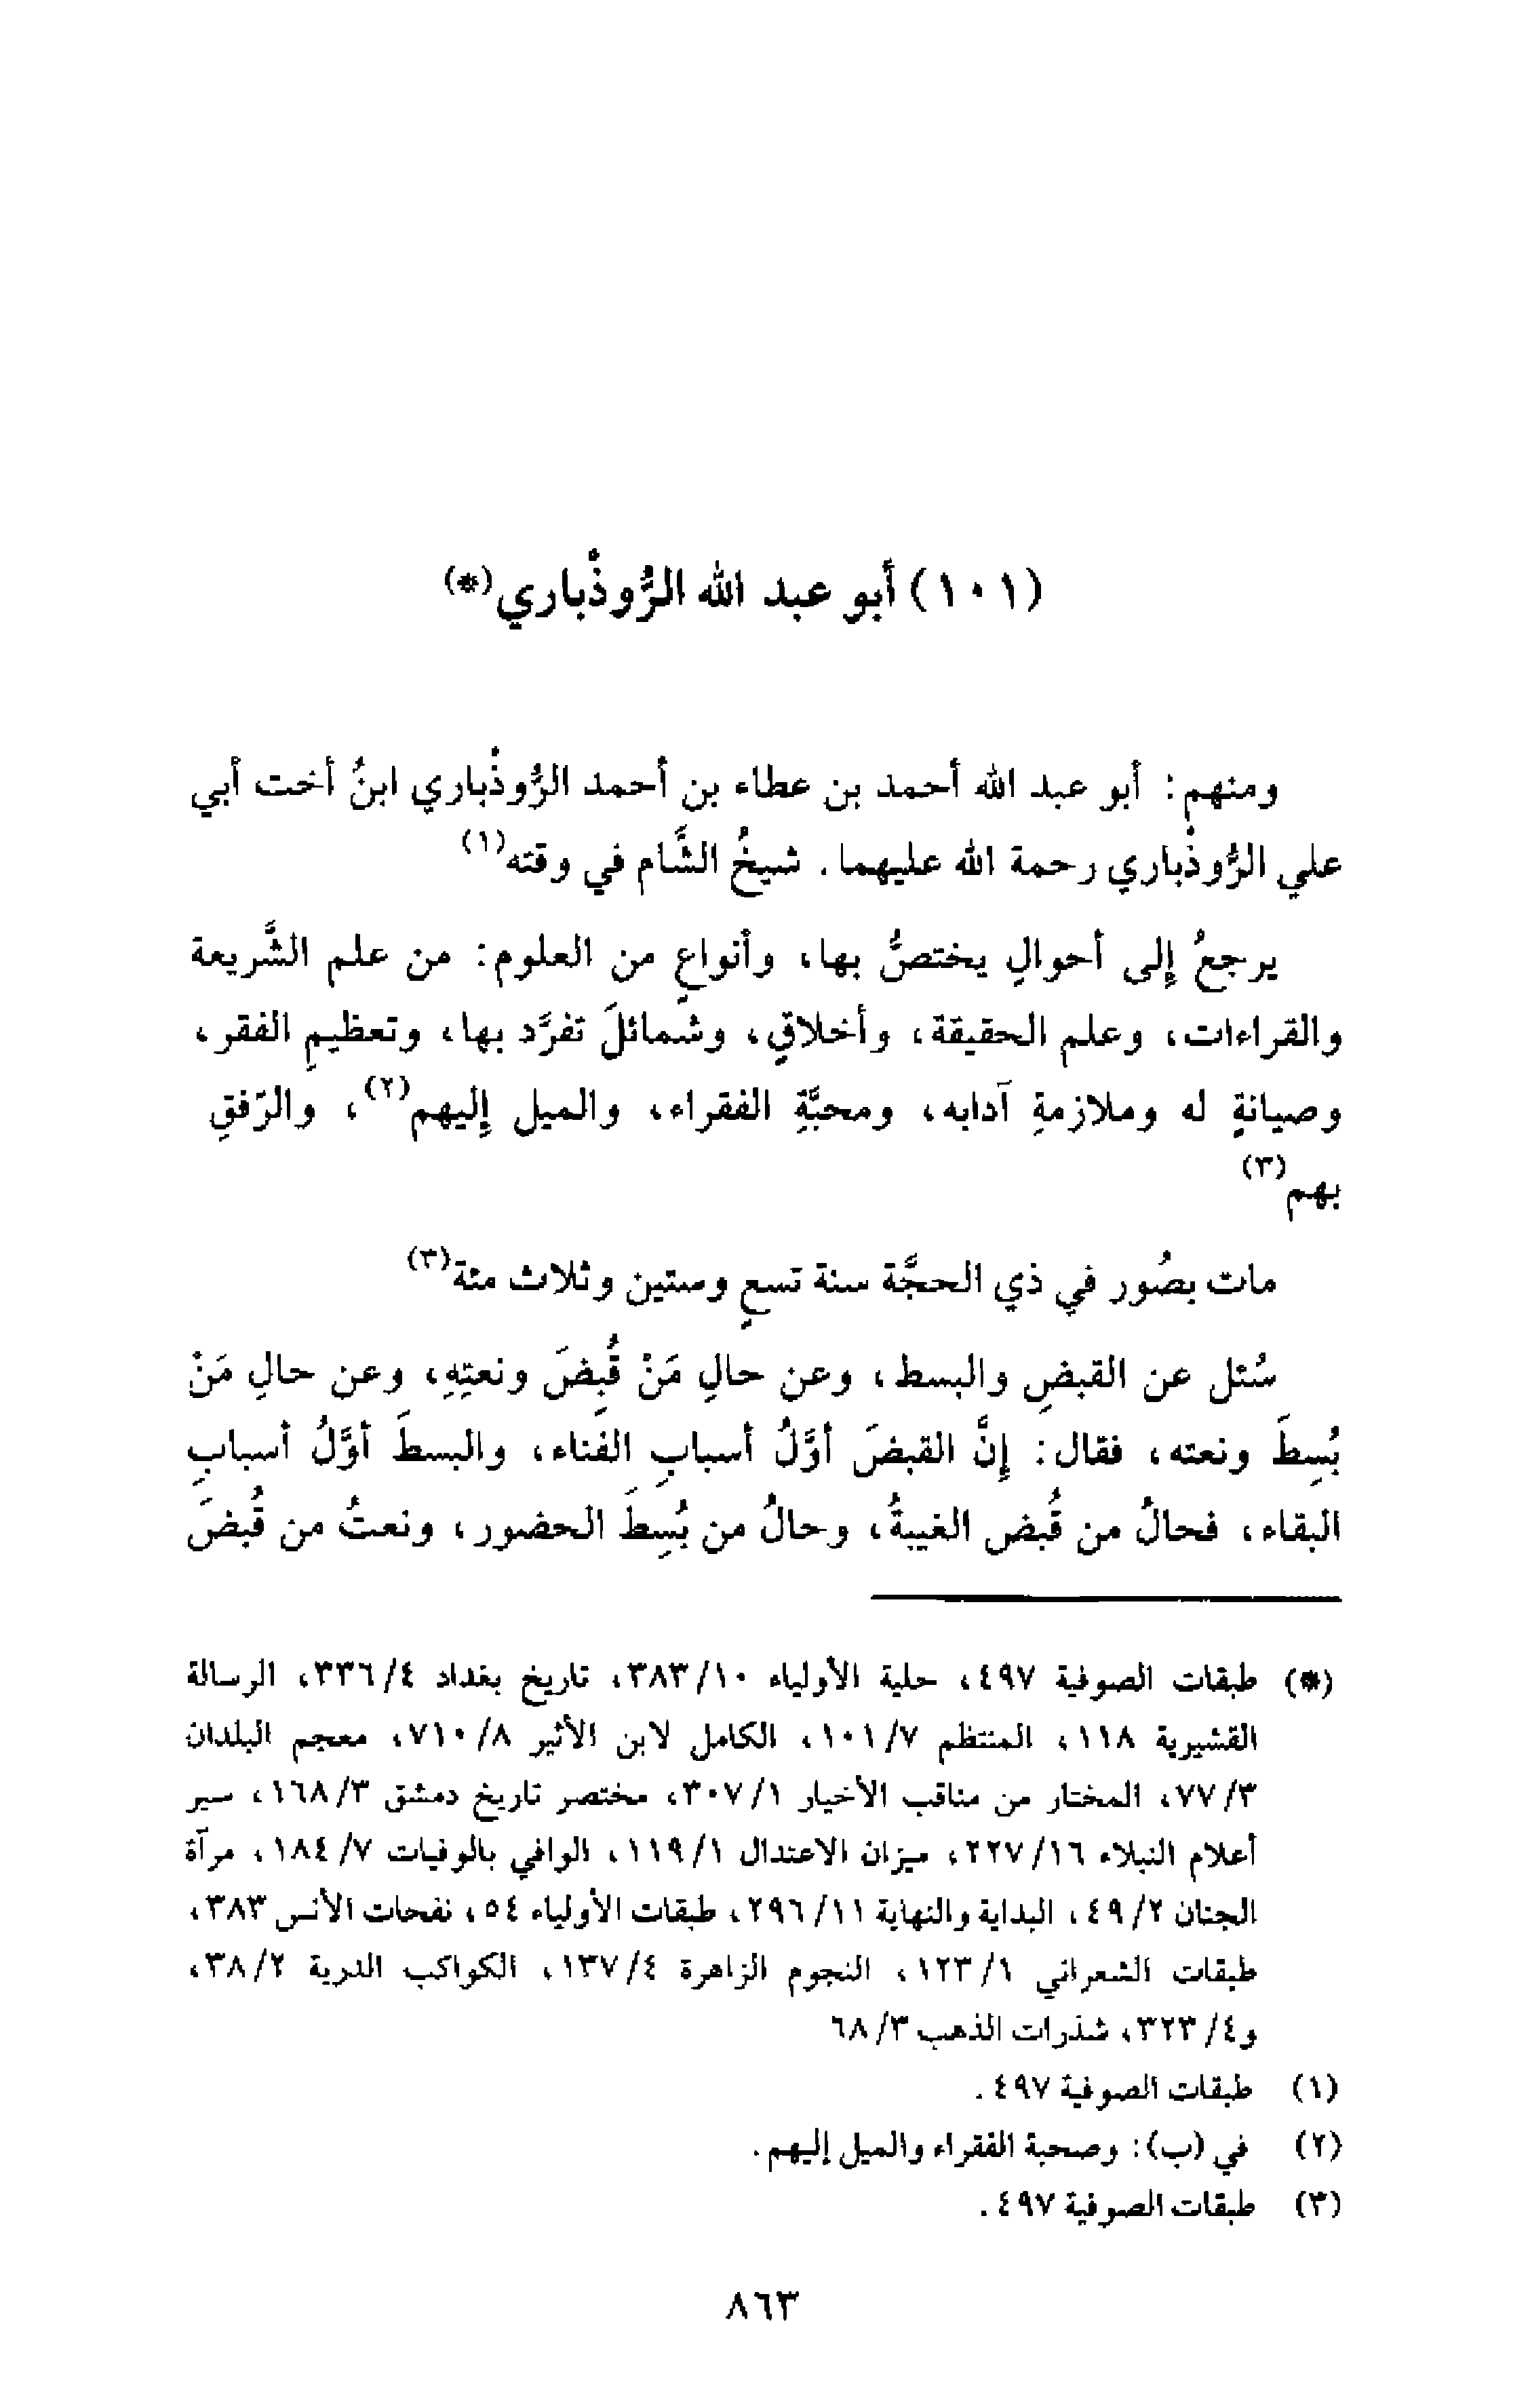 (١٠١) أبو عبد الله الرُّوذْباري(*)
ومنهم: أبو عبد الله أحمد بن عطاء بن أحمد الرُّوذْباري ابنُ أخت أبي
علي الرُّوذْباري رحمة الله عليهما. شيخُ الشَّام في وقته(١)
يرجعُ إلى أحوالٍ يختصُّ بها، وأنواعٍ من العلوم: من علم الشَّريعة
والقراءات، وعلم الحقيقة، وأخلاقٍ، وشمائلَ تفرَّد بها، وتعظيمِ الفقر،
وصيانةٍ له وملازمةِ آدابه، ومحبَّةِ الفقراء، والميل إليهم(٢)، والرّفقِ
بهم(٣)
مات بصُور في ذي الحجَّة سنة تسعٍ وستين وثلاث مئة(٣)
سُئل عن القبضِ والبسط، وعن حالِ مَنْ قُبِضَ ونعتِهِ، وعن حالِ مَنْ
بُسِطَ ونعته، فقال: إنَّ القبضَ أوَّلُ أسبابِ الفناء، والبسطَ أوَّلُ أسبابِ
البقاء، فحالُ من قُبض الغيبةُ، وحالُ من بُسِطَ الحضور، ونعتُ من قُبضَ
(*) طبقات الصوفية ٤٩٧، حلية الأولياء ٣٨٣/١٠، تاريخ بغداد ٣٣٦/٤، الرسالة
القشيرية ١١٨، المنتظم ١٠١/٧، الكامل لابن الأثير ٧١٠/٨، معجم البلدان
٧٧/٣، المختار من مناقب الأخيار ٣٠٧/١، مختصر تاريخ دمشق ١٦٨/٣، سير
أعلام النبلاء ٢٢٧/١٦، ميزان الاعتدال ١١٩/١، الوافي بالوفيات ١٨٤/٧، مرآة
الجنان ٤٩/٢، البداية والنهاية ٢٩٦/١١، طبقات الأولياء ٥٤، نفحات الأنس ٣٨٣،
طبقات الشعراني ١٢٣/١، النجوم الزاهرة ١٣٧/٤، الكواكب الدرية ٣٨/٢،
و٣٢٣/٤، شذرات الذهب ٦٨/٣
(١) طبقات الصوفية ٤٩٧.
(٢) في (ب): وصحبة الفقراء والميل إليهم.
(٣) طبقات الصوفية ٤٩٧.
٨٦٣